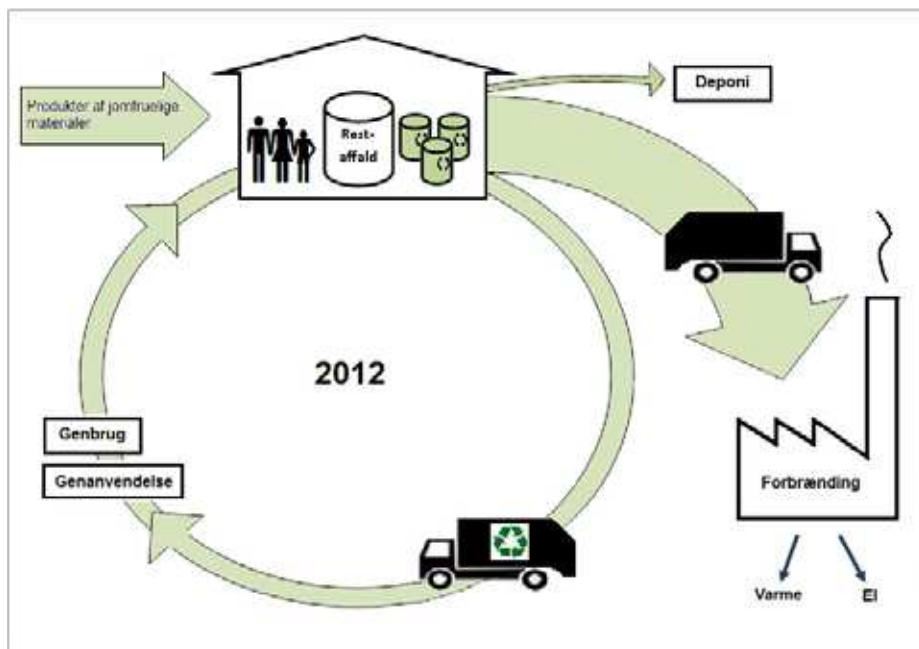 Produkter af jomfruelige
materialer
Rest-
affald
Deponi
2012
Genbrug
Genanvendelse
Forbrænding
Varme
El